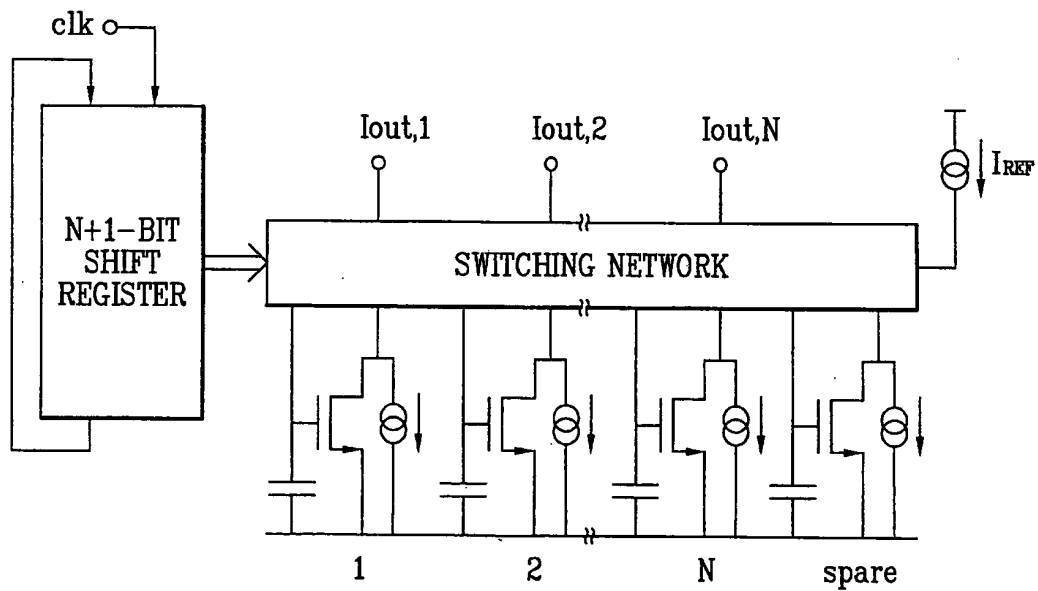 clk
Iout,1
Iout,2
Iout,N
IREF
N+1-BIT
SHIFT
REGISTER
SWITCHING NETWORK
1
2
N
spare